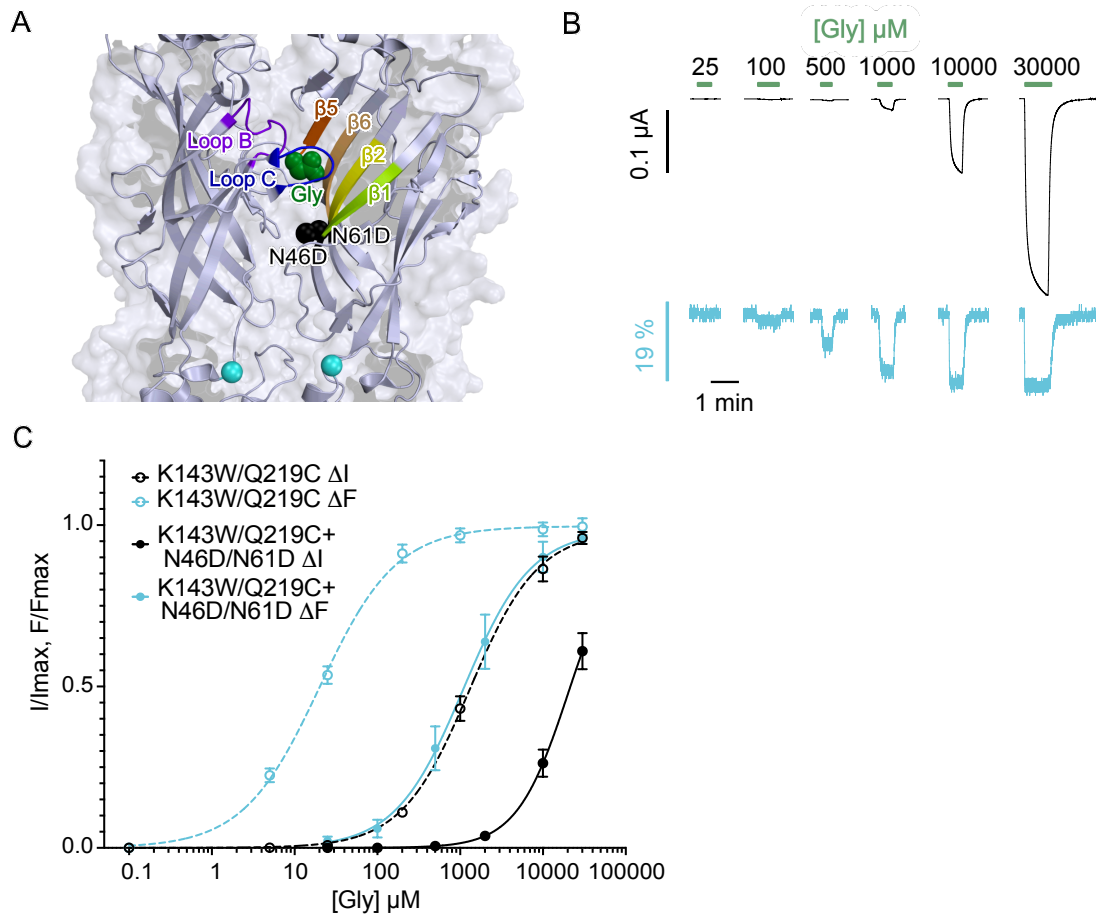 A
Loop B
Loop C
Gly
β5
β6
β2
β1
N61D
N46D
B
[Gly] µM
25 100 500 1000 10000 30000
0.1 µA
19 %
1 min
C
K143W/Q219C ΔI
K143W/Q219C ΔF
K143W/Q219C+
N46D/N61D ΔI
K143W/Q219C+
N46D/N61D ΔF
I/Imax, F/Fmax
1.0
0.5
0.0
0.1 1 10 100 1000 10000 100000
[Gly] µM